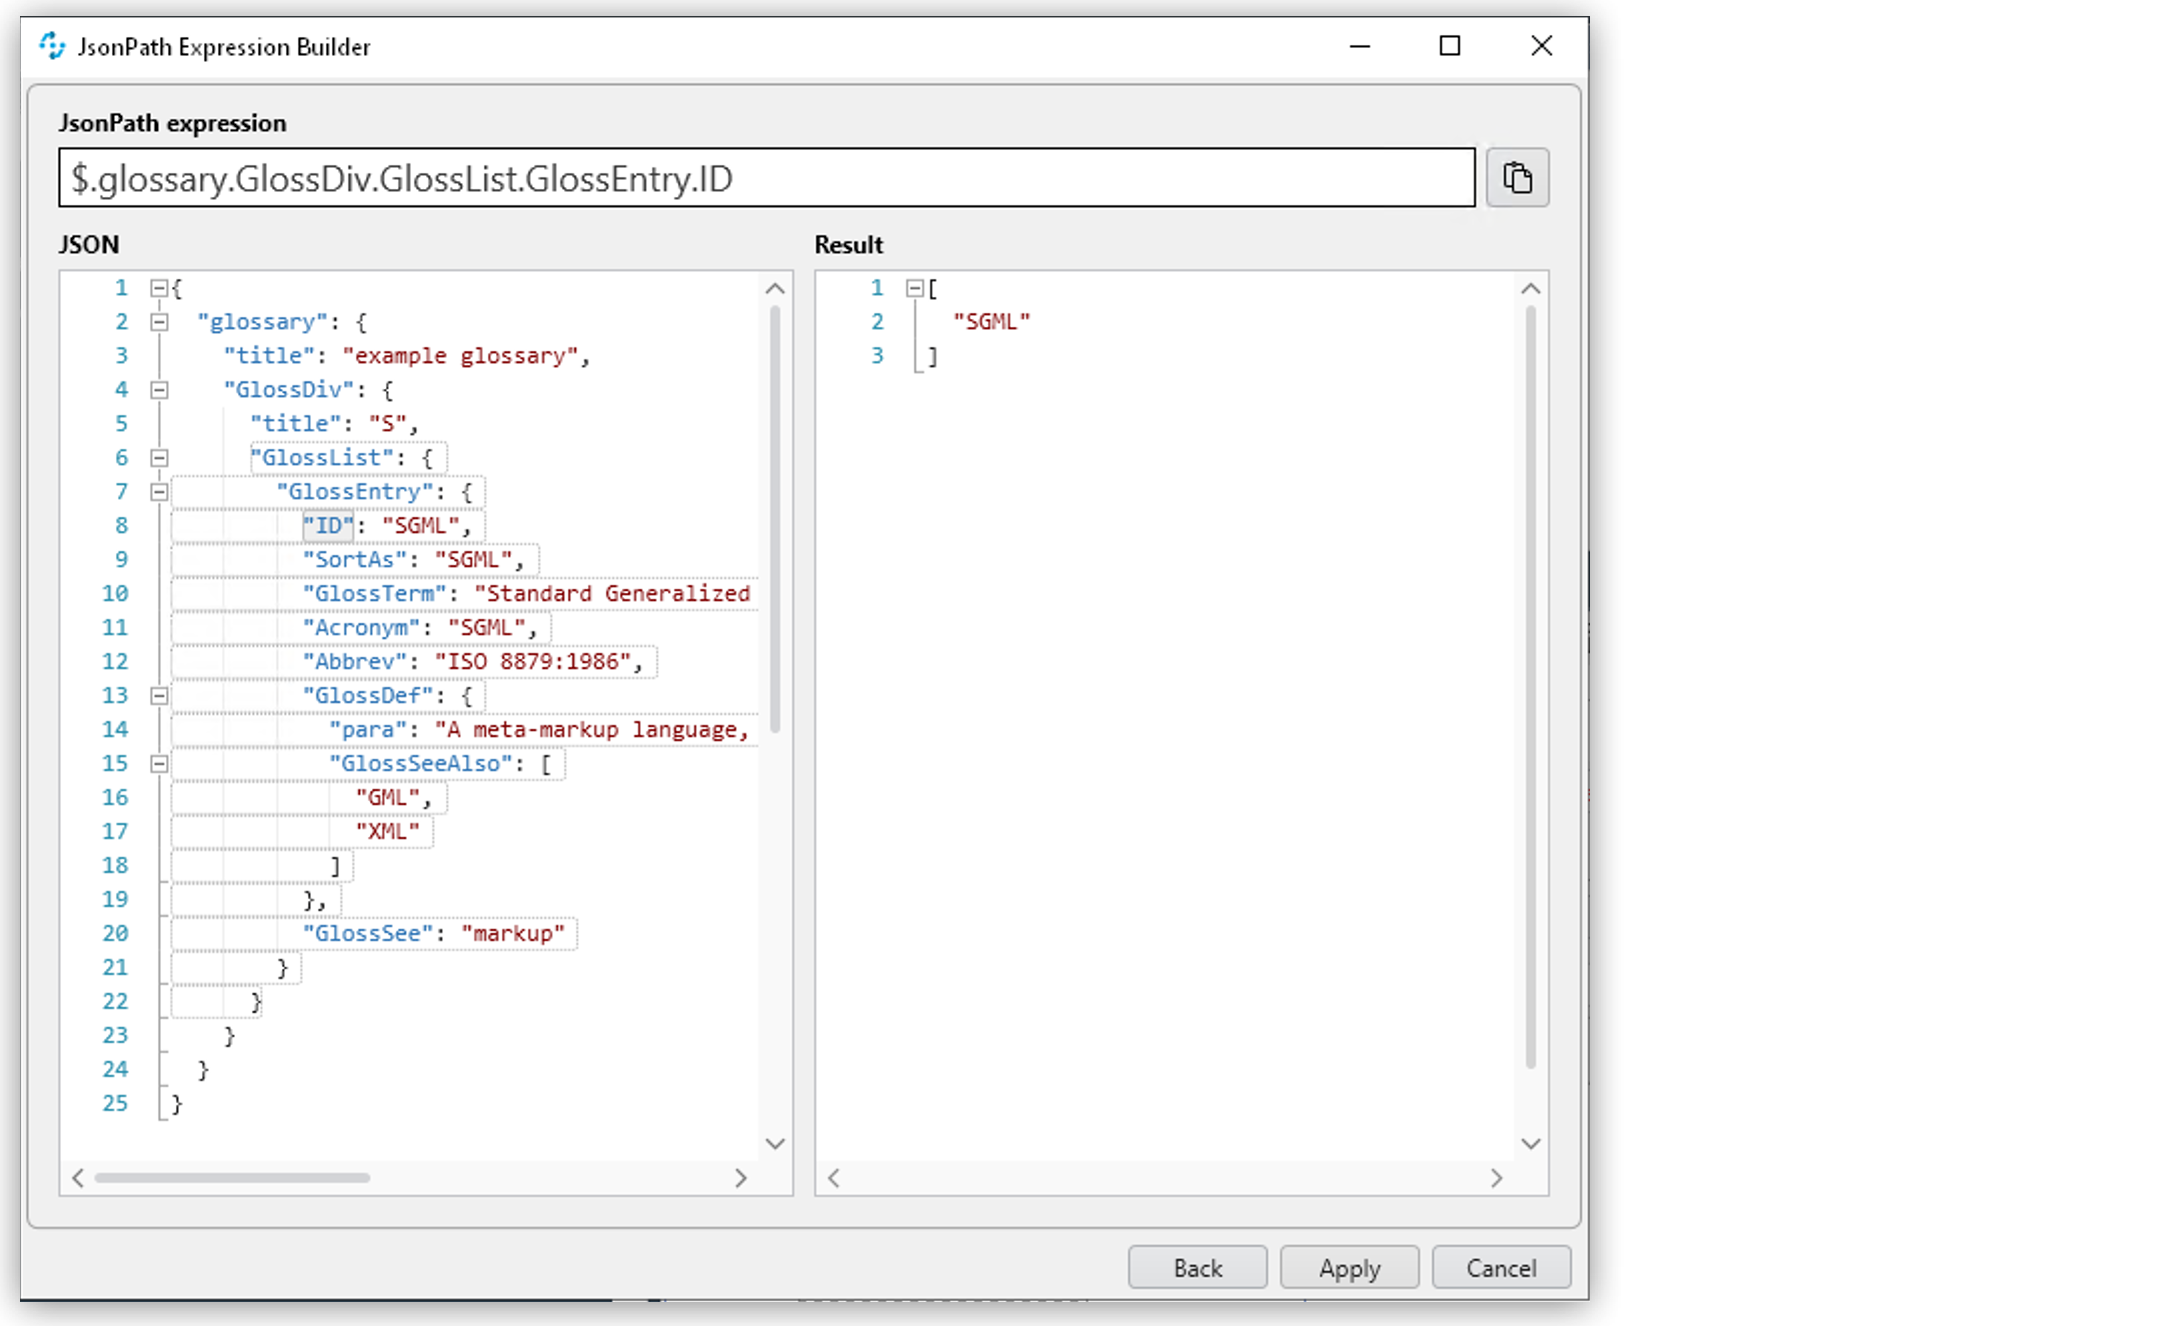 JsonPath Expression Builder
JsonPath expression
$.glossary.GlossDiv.GlossList.GlossEntry.ID
JSON
1 {
2 "glossary": {
3 "title": "example glossary",
4 "GlossDiv": {
5 "title": "S",
6 "GlossList": {
7 "GlossEntry": {
8 "ID": "SGML",
9 "SortAs": "SGML",
10 "GlossTerm": "Standard Generalized
11 "Acronym": "SGML",
12 "Abbrev": "ISO 8879:1986",
13 "GlossDef": {
14 "para": "A meta-markup language,
15 "GlossSeeAlso": [
16 "GML",
17 "XML"
18 ]
19 },
20 "GlossSee": "markup"
21 }
22 }
23 }
24 }
25 }
Result
1 [
2 "SGML"
3 ]
Back Apply Cancel